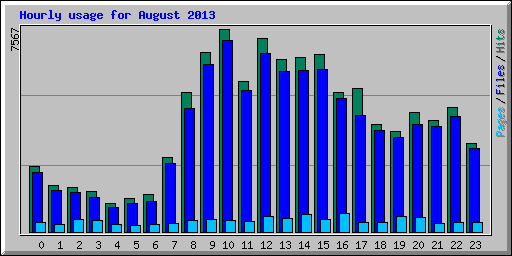 Hourly usage for August 2013
7567
0 1 2 3 4 5 6 7 8 9 10 11 12 13 14 15 16 17 18 19 20 21 22 23
Pages / Files / Hits